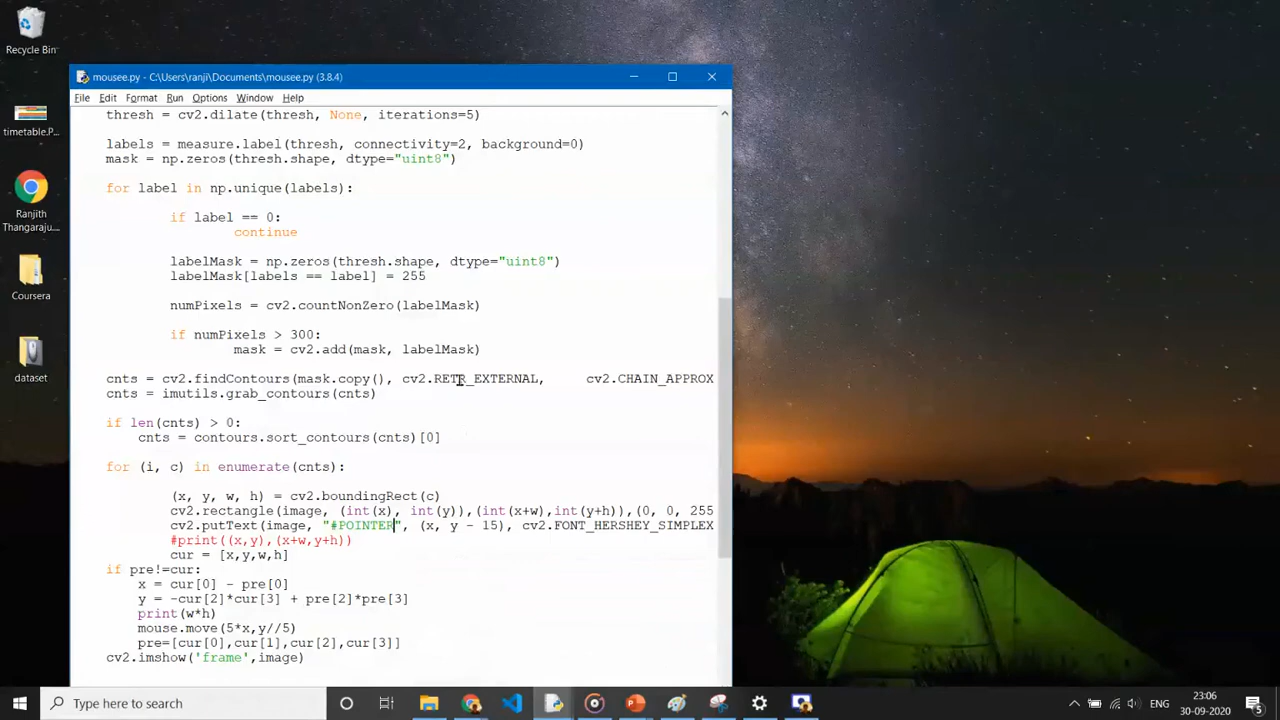 Recycle Bin
timetable.P...
Ranjith
Thangaraju...
Coursera
dataset
mousee.py - C:\Users\ranji\Documents\mousee.py (3.8.4)
File Edit Format Run Options Window Help
thresh = cv2.dilate(thresh, None, iterations=5)
labels = measure.label(thresh, connectivity=2, background=0)
mask = np.zeros(thresh.shape, dtype="uint8")
for label in np.unique(labels):
if label == 0:
continue
labelMask = np.zeros(thresh.shape, dtype="uint8")
labelMask[labels == label] = 255
numPixels = cv2.countNonZero(labelMask)
if numPixels > 300:
mask = cv2.add(mask, labelMask)
cnts = cv2.findContours(mask.copy(), cv2.RETR_EXTERNAL, cv2.CHAIN_APPROX
cnts = imutils.grab_contours(cnts)
if len(cnts) > 0:
cnts = contours.sort_contours(cnts)[0]
for (i, c) in enumerate(cnts):
(x, y, w, h) = cv2.boundingRect(c)
cv2.rectangle(image, (int(x), int(y)),(int(x+w),int(y+h)),(0, 0, 255
cv2.putText(image, "#POINTER", (x, y - 15), cv2.FONT_HERSHEY_SIMPLEX
#print((x,y),(x+w,y+h))
cur = [x,y,w,h]
if pre!=cur:
x = cur[0] - pre[0]
y = -cur[2]*cur[3] + pre[2]*pre[3]
print(w*h)
mouse.move(5*x,y//5)
pre=[cur[0],cur[1],cur[2],cur[3]]
cv2.imshow('frame',image)
Type here to search
ENG
23:06
30-09-2020
5